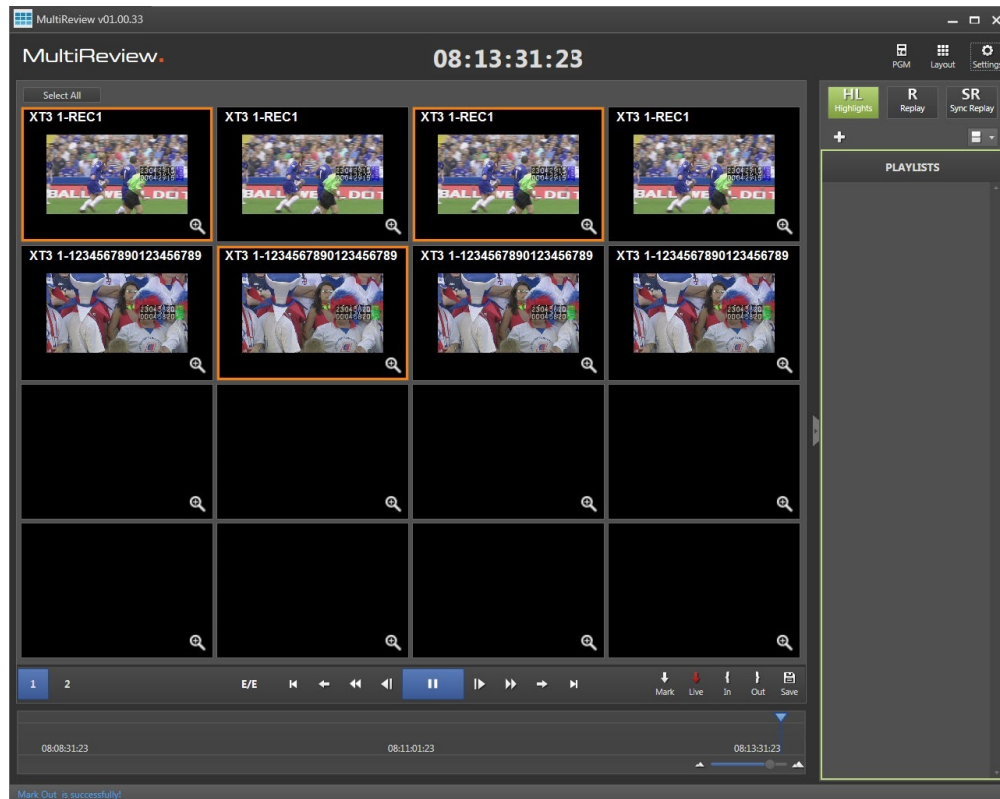 MultiReview v01.00.33
MultiReview.
08:13:31:23
PGM
Layout
Settings
Select All
XT3 1-REC1
XT3 1-REC1
XT3 1-REC1
XT3 1-REC1
XT3 1-1234567890123456789
XT3 1-1234567890123456789
XT3 1-1234567890123456789
XT3 1-1234567890123456789
HL
Highlights
R
Replay
SR
Sync Replay
PLAYLISTS
1
2
E/E
Mark
Live
In
Out
Save
08:08:31:23
08:11:01:23
08:13:31:23
Mark Out is successfully!